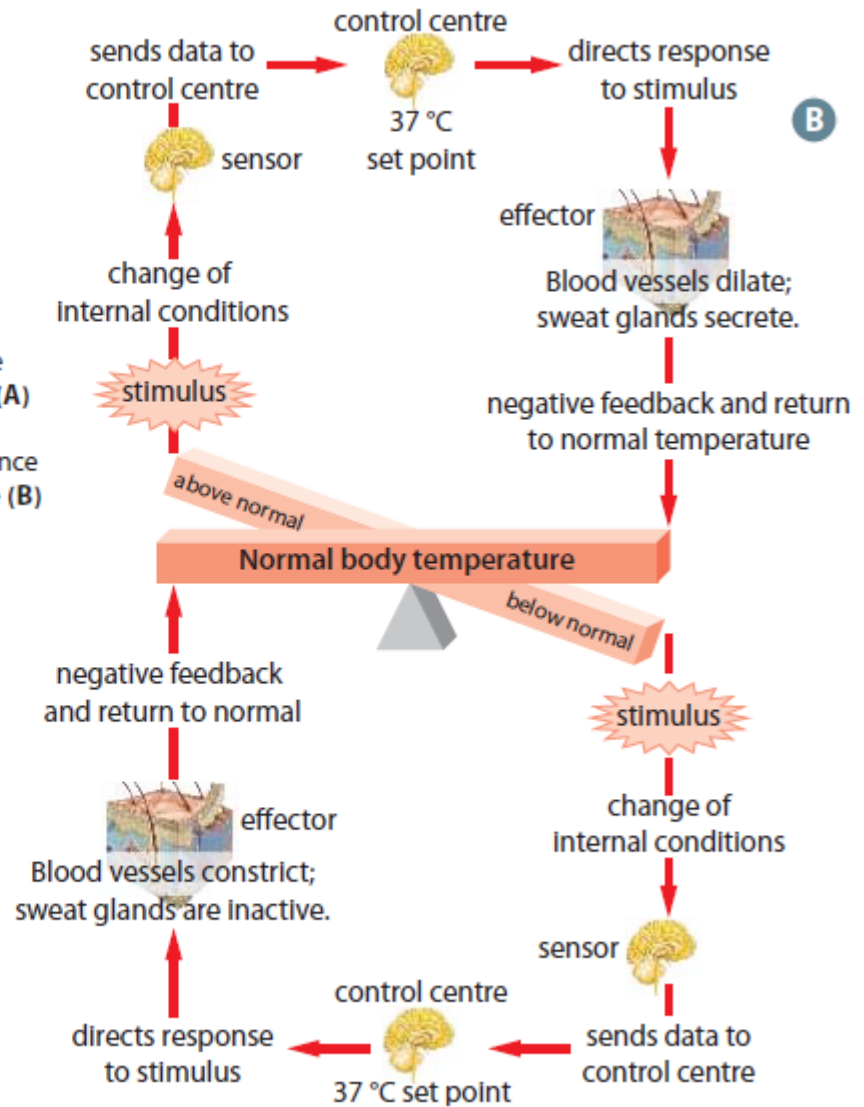 sends data to
control centre
sensor
change of
internal conditions
stimulus
control centre
37 °C
set point
directs response
to stimulus
B
effector
Blood vessels dilate;
sweat glands secrete.
negative feedback and return
to normal temperature
(A)
(B)
above normal
Normal body temperature
below normal
stimulus
change of
internal conditions
sensor
sends data to
control centre
control centre
37 °C set point
directs response
to stimulus
effector
Blood vessels constrict;
sweat glands are inactive.
negative feedback
and return to normal